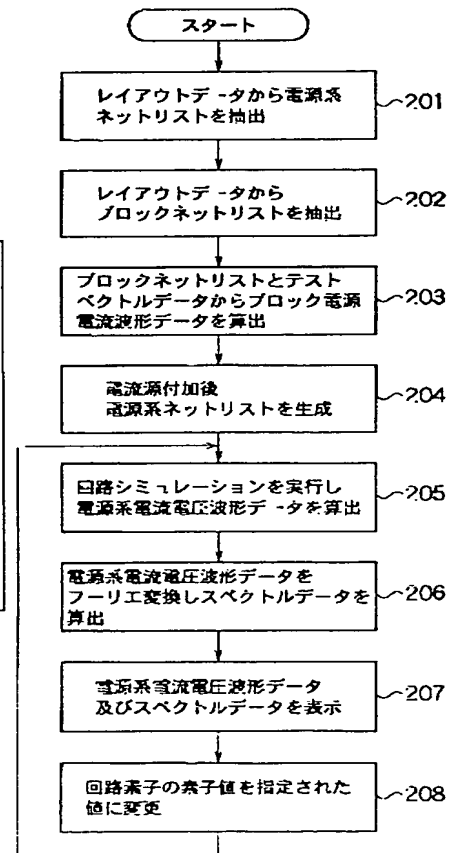 スタート
レイアウトデータから電源系
ネットリストを抽出
201
レイアウトデータから
ブロックネットリストを抽出
202
ブロックネットリストとテスト
ベクトルデータからブロック電源
電流波形データを算出
203
電流源付加後
電源系ネットリストを生成
204
回路シミュレーションを実行し
電源系電流電圧波形データを算出
205
電源系電流電圧波形データを
フーリエ変換しスペクトルデータを
算出
206
電源系電流電圧波形データ
及びスペクトルデータを表示
207
回路素子の素子値を指定された
値に変更
208